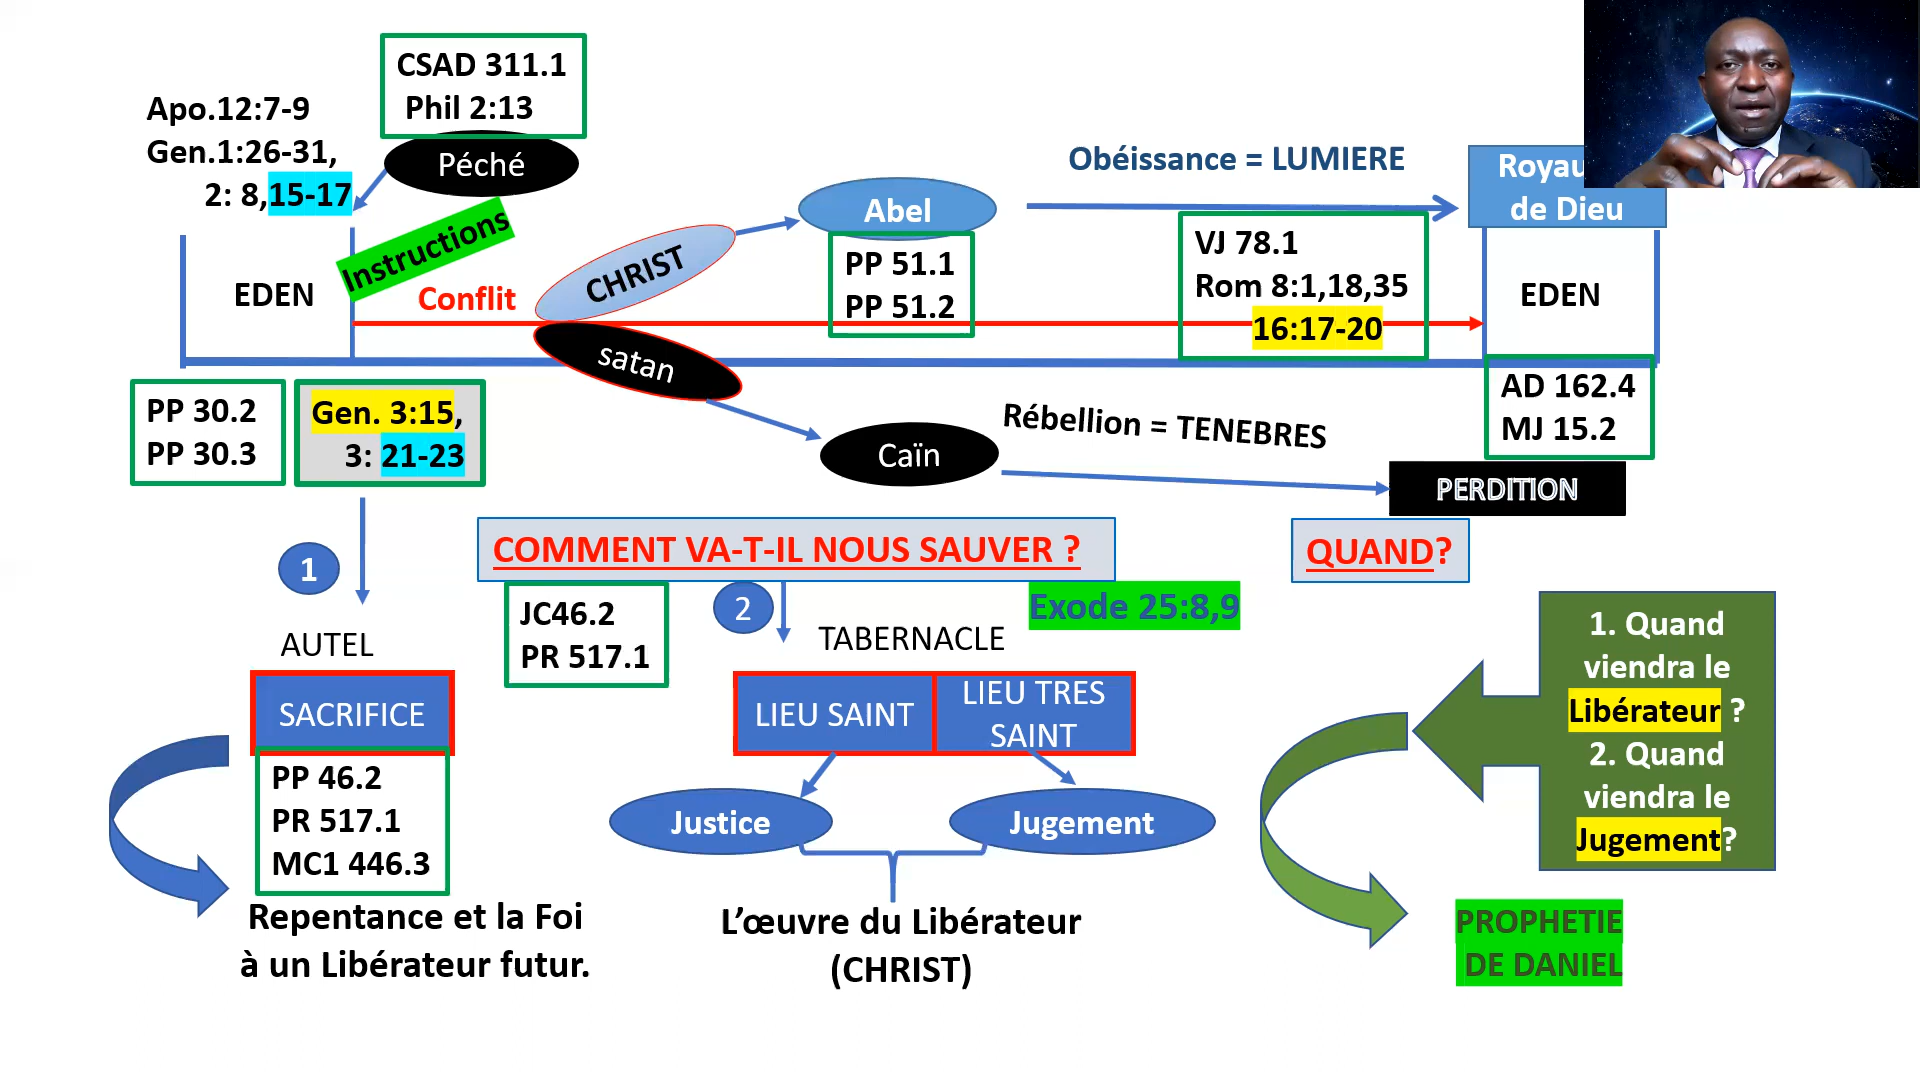 CSAD 311.1
Phil 2:13
Apo.12:7-9
Gen.1:26-31,
2: 8,15-17
Péché
Instructions
EDEN
Conflit
CHRIST
satan
Abel
PP 51.1
PP 51.2
Obéissance = LUMIERE
VJ 78.1
Rom 8:1,18,35
16:17-20
de Dieu
EDEN
AD 162.4
MJ 15.2
PP 30.2
PP 30.3
Gen. 3:15,
3: 21-23
Caïn
Rébellion = TENEBRES
PERDITION
COMMENT VA-T-IL NOUS SAUVER ?
QUAND?
1
AUTEL
SACRIFICE
PP 46.2
PR 517.1
MC1 446.3
Repentance et la Foi
à un Libérateur futur.
JC46.2
PR 517.1
2
Exode 25:8,9
TABERNACLE
LIEU SAINT
LIEU TRES
SAINT
Justice
Jugement
L’œuvre du Libérateur
(CHRIST)
1. Quand
viendra le
Libérateur ?
2. Quand
viendra le
Jugement?
PROPHETIE
DE DANIEL